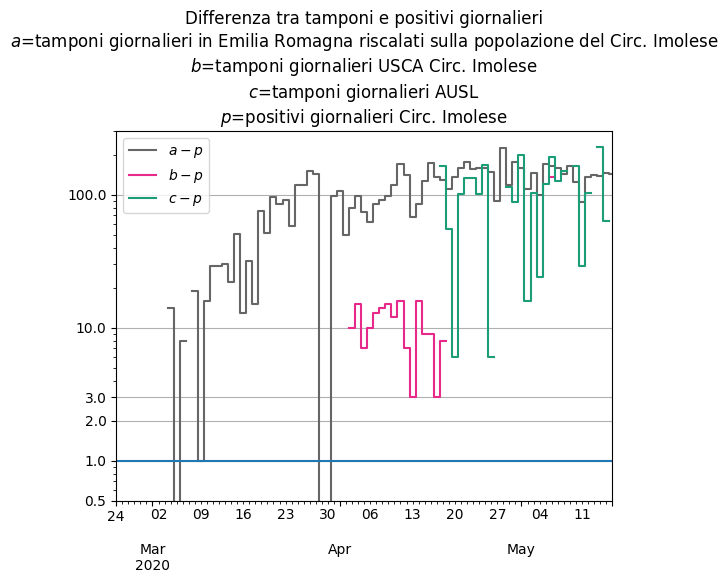 Differenza tra tamponi e positivi giornalieri
a=tamponi giornalieri in Emilia Romagna riscalati sulla popolazione del Circ. Imolese
b=tamponi giornalieri USCA Circ. Imolese
c=tamponi giornalieri AUSL
p=positivi giornalieri Circ. Imolese
a − p
b − p
c − p
100.0
10.0
3.0
2.0
1.0
0.5
24 02 09 16 23 30 06 13 20 27 04 11
Mar Apr May
2020